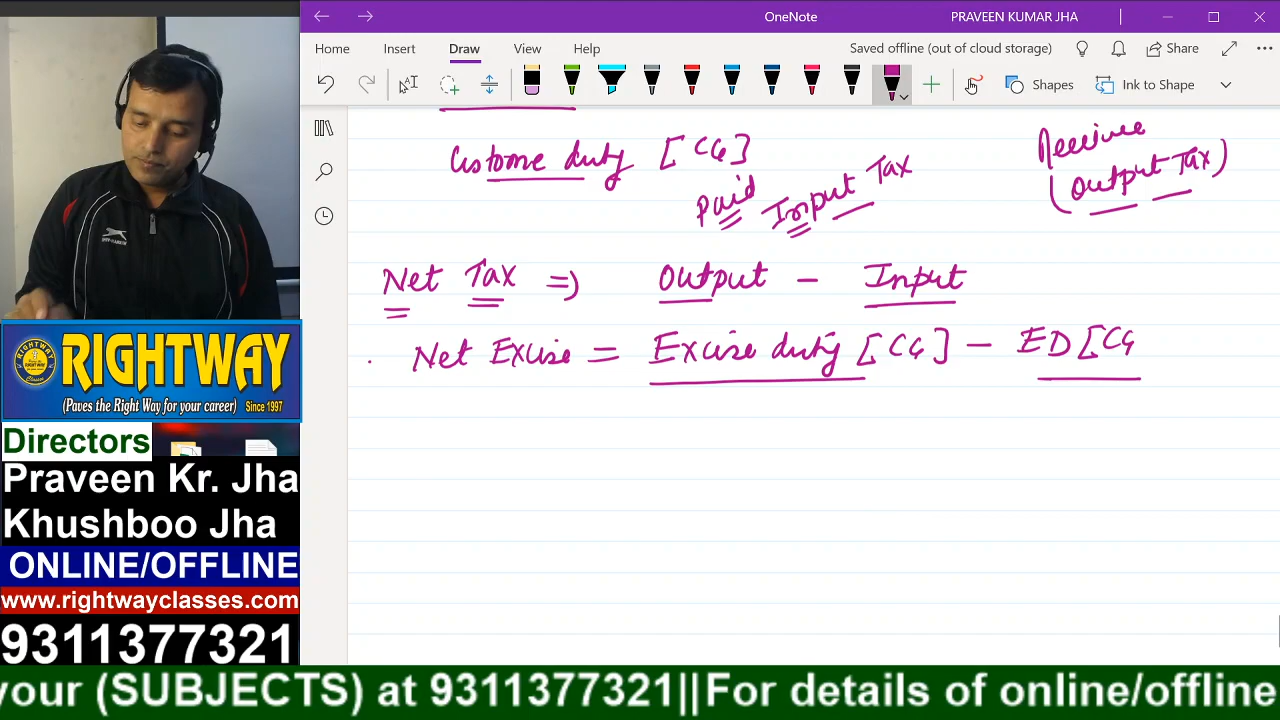 OneNote
PRAVEEN KUMAR JHA
Home Insert Draw View Help
Saved offline (out of cloud storage)
Share
Shapes
Ink to Shape
Custome duty [CG]
Paid
Input Tax
Receive
(Output Tax)
Net Tax ⇒ Output - Input
Net Excise = Excise duty [CG] - ED[CG
RIGHTWAY
(Paves the Right Way for your career) Since 1997
Directors
Praveen Kr. Jha
Khushboo Jha
ONLINE/OFFLINE
www.rightwayclasses.com
9311377321
your (SUBJECTS) at 9311377321||For details of online/offline